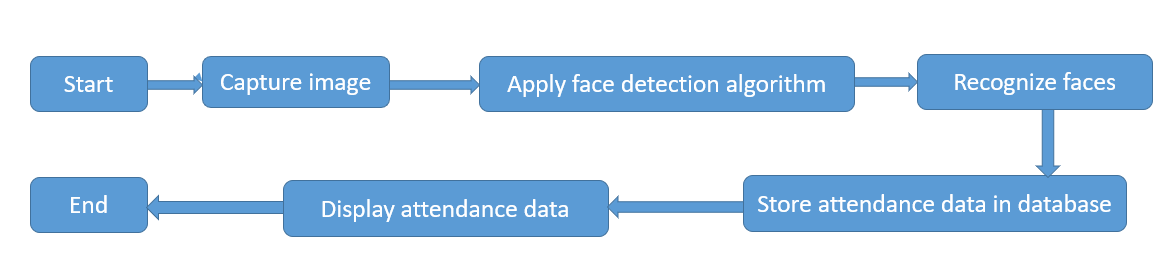 Start
Capture image
Apply face detection algorithm
Recognize faces
Store attendance data in database
Display attendance data
End